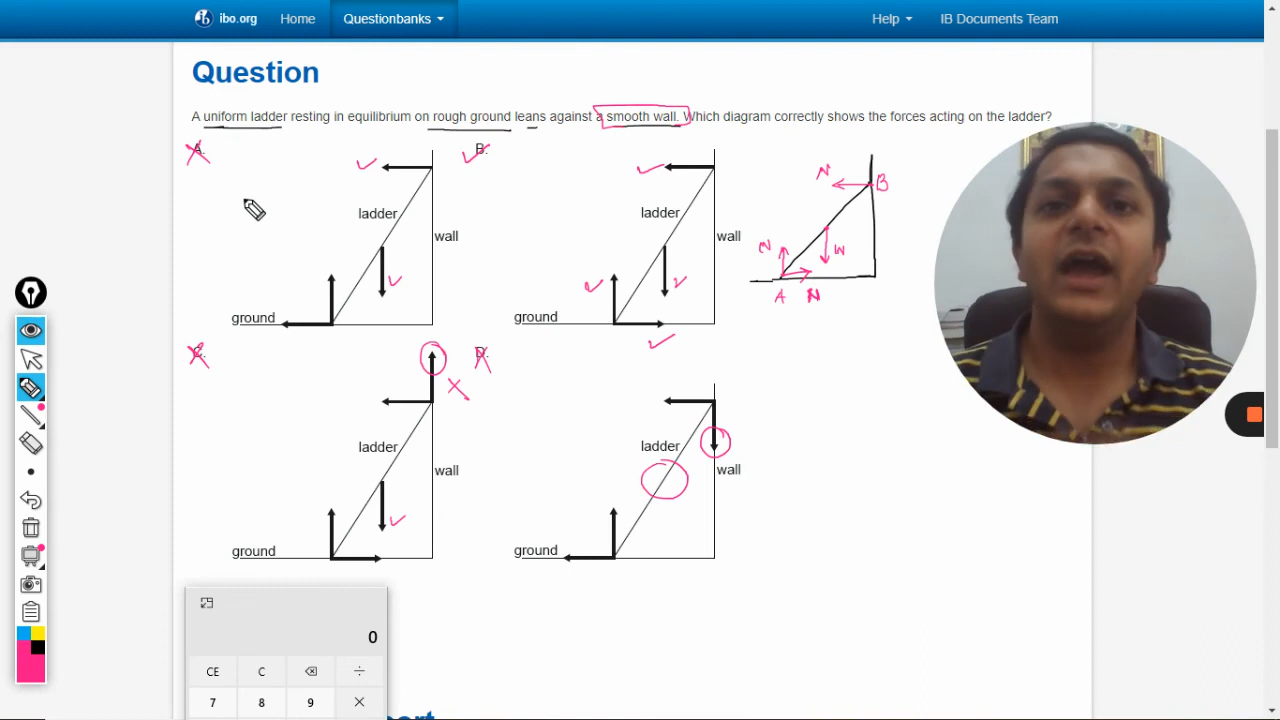 ibo.org Home Questionbanks Help IB Documents Team
Question
A uniform ladder resting in equilibrium on rough ground leans against a smooth wall. Which diagram correctly shows the forces acting on the ladder?
A.
ladder
wall
ground
B.
ladder
wall
ground
N
B
N
W
A
C.
ladder
wall
ground
D.
ladder
wall
ground
0
CE C ÷
7 8 9 ×